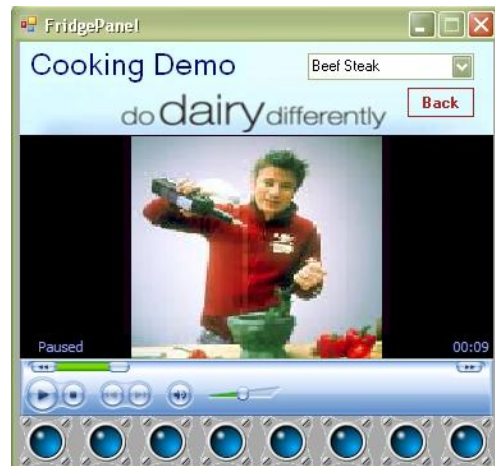 FridgePanel
Cooking Demo
Beef Steak
do dairy differently
Back
Paused
00:09